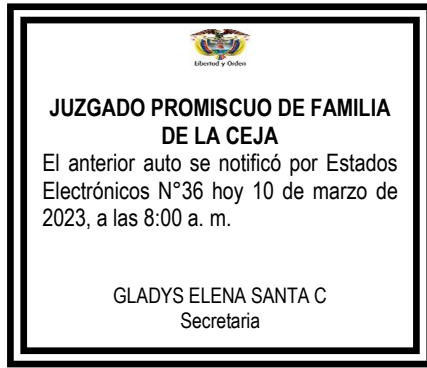 Libertad y Orden
JUZGADO PROMISCUO DE FAMILIA
DE LA CEJA
El anterior auto se notificó por Estados
Electrónicos N°36 hoy 10 de marzo de
2023, a las 8:00 a. m.
GLADYS ELENA SANTA C
Secretaria